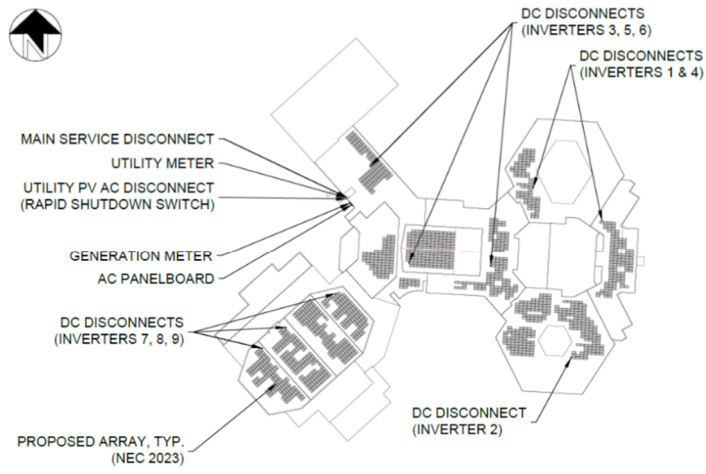 N
DC DISCONNECTS
(INVERTERS 3, 5, 6)
DC DISCONNECTS
(INVERTERS 1 & 4)
MAIN SERVICE DISCONNECT
UTILITY METER
UTILITY PV AC DISCONNECT
(RAPID SHUTDOWN SWITCH)
GENERATION METER
AC PANELBOARD
DC DISCONNECTS
(INVERTERS 7, 8, 9)
DC DISCONNECT
(INVERTER 2)
PROPOSED ARRAY, TYP.
(NEC 2023)